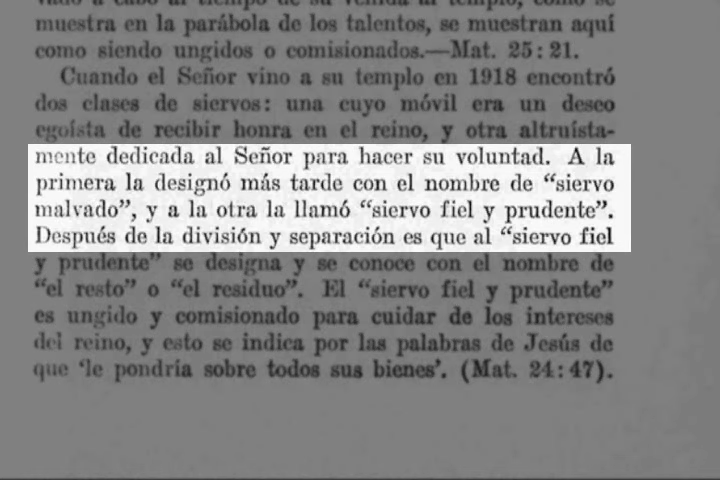 muestra en la parábola de los talentos, se muestran aquí
como siendo ungidos o comisionados.—Mat. 25:21.
Cuando el Señor vino a su templo en 1918 encontró
dos clases de siervos: una cuyo móvil era un deseo
egoísta de recibir honra en el reino, y otra altruísta-
mente dedicada al Señor para hacer su voluntad. A la
primera la designó más tarde con el nombre de “siervo
malvado”, y a la otra la llamó “siervo fiel y prudente”.
Después de la división y separación es que al “siervo fiel
y prudente” se designa y se conoce con el nombre de
“el resto” o “el residuo”. El “siervo fiel y prudente”
es ungido y comisionado para cuidar de los intereses
del reino, y esto se indica por las palabras de Jesús de
que ‘le pondría sobre todos sus bienes’. (Mat. 24:47).